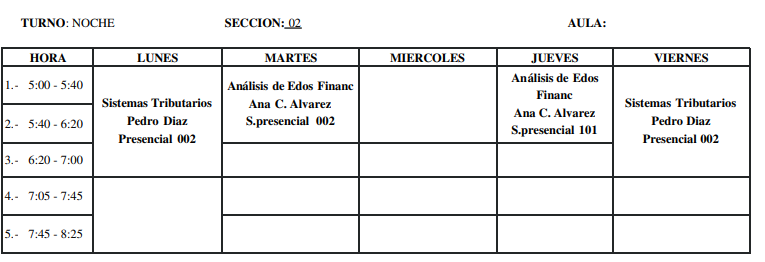 TURNO: NOCHE SECCION: 02 AULA:
HORA LUNES MARTES MIERCOLES JUEVES VIERNES
1.- 5:00 - 5:40
2.- 5:40 - 6:20
3.- 6:20 - 7:00
4.- 7:05 - 7:45
5.- 7:45 - 8:25
Sistemas Tributarios
Pedro Diaz
Presencial 002
Análisis de Edos Financ
Ana C. Alvarez
S.presencial 002
Análisis de Edos
Financ
Ana C. Alvarez
S.presencial 101
Sistemas Tributarios
Pedro Diaz
Presencial 002